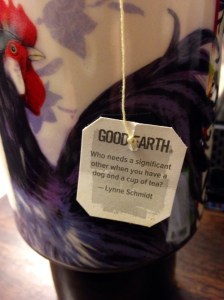 GOOD EARTH®
Who needs a significant
other when you have a
dog and a cup of tea?
—Lynne Schmidt